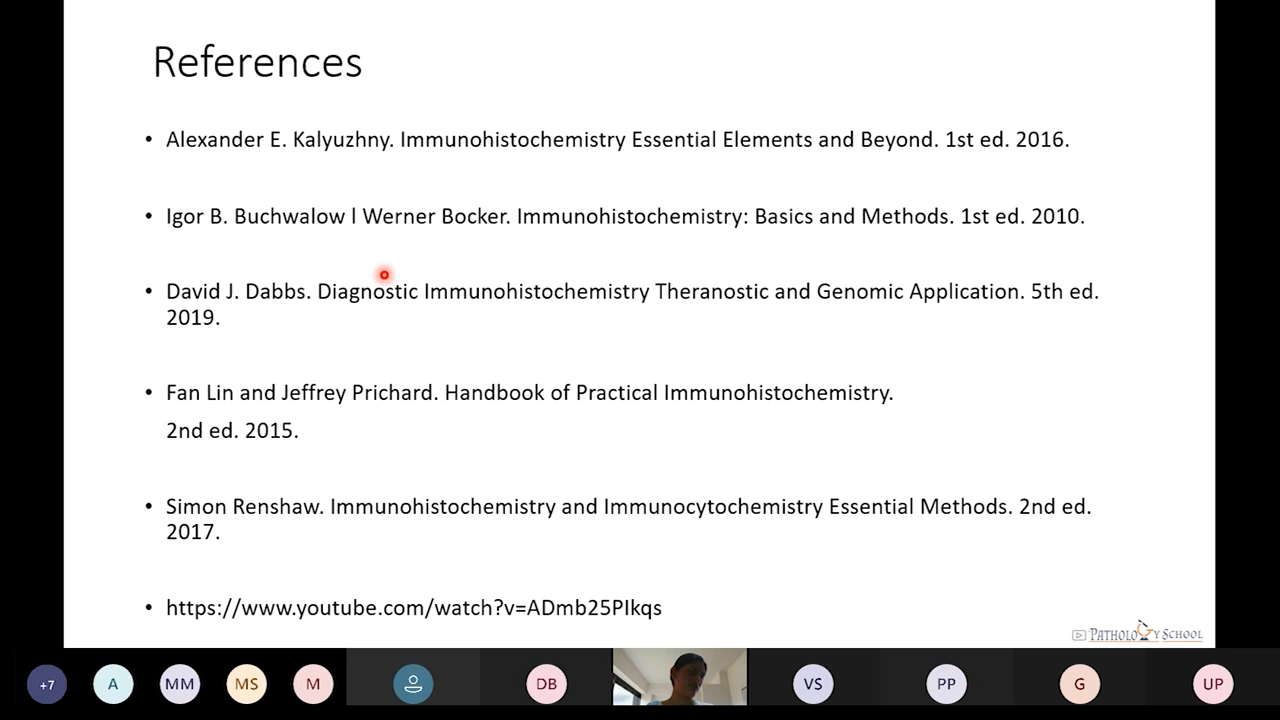 References
• Alexander E. Kalyuzhny. Immunohistochemistry Essential Elements and Beyond. 1st ed. 2016.
• Igor B. Buchwalow l Werner Bocker. Immunohistochemistry: Basics and Methods. 1st ed. 2010.
• David J. Dabbs. Diagnostic Immunohistochemistry Theranostic and Genomic Application. 5th ed.
2019.
• Fan Lin and Jeffrey Prichard. Handbook of Practical Immunohistochemistry.
2nd ed. 2015.
• Simon Renshaw. Immunohistochemistry and Immunocytochemistry Essential Methods. 2nd ed.
2017.
• https://www.youtube.com/watch?v=ADmb25PIkqs
PATHOLOGY SCHOOL
+7 A MM MS M DB VS PP G UP